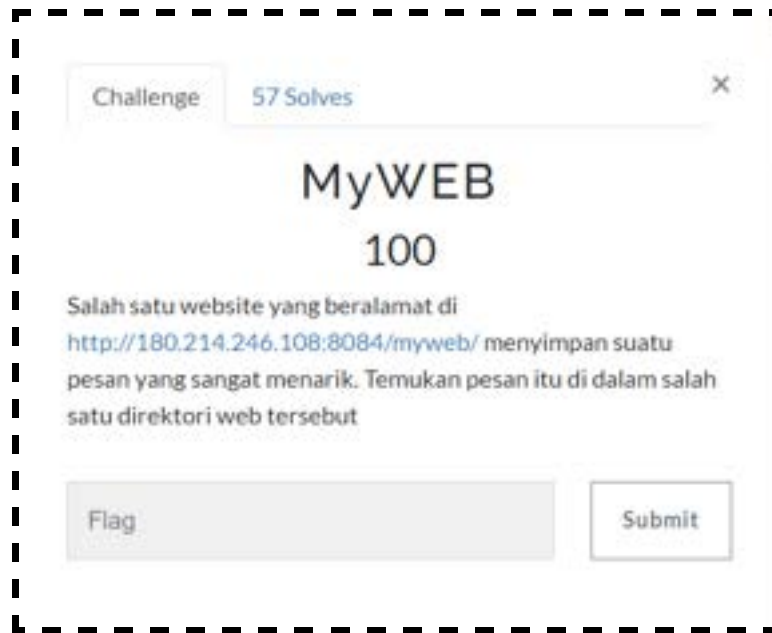 Challenge 57 Solves ×
MyWEB
100
Salah satu website yang beralamat di
http://180.214.246.108:8084/myweb/ menyimpan suatu
pesan yang sangat menarik. Temukan pesan itu di dalam salah
satu direktori web tersebut
Flag Submit